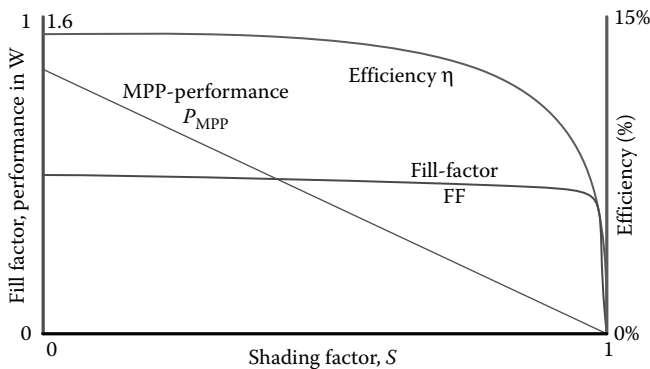 1
1.6
15%
Efficiency η
MPP-performance
P_MPP
Fill-factor
FF
Fill factor, performance in W
Efficiency (%)
0
0%
0
1
Shading factor, S